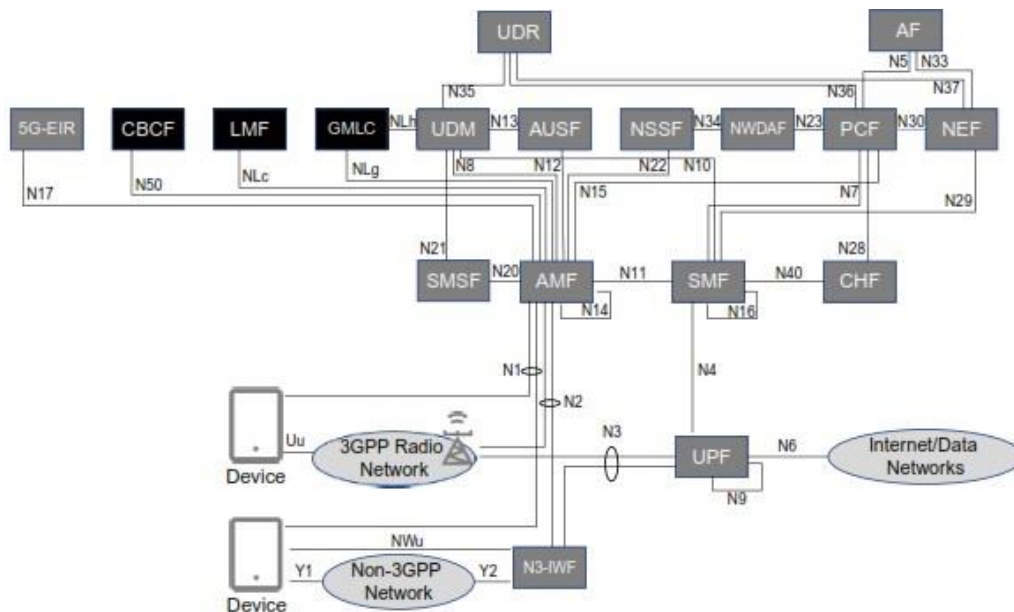 UDR
AF
N5 N33
N35
N36
N37
5G-EIR
CBCF
LMF
GMLC
NLh
UDM
N13
AUSF
NSSF
N34
NWDAF
N23
PCF
N30
NEF
N17
N50
NLc
NLg
N8
N12
N22
N10
N15
N7
N29
N21
N28
SMSF
N20
AMF
N11
SMF
N40
CHF
N14
N16
N1
N4
N2
Uu
3GPP Radio
Network
Device
N3
UPF
N6
Internet/Data
Networks
N9
NWu
Y1
Non-3GPP
Network
Y2
N3-IWF
Device